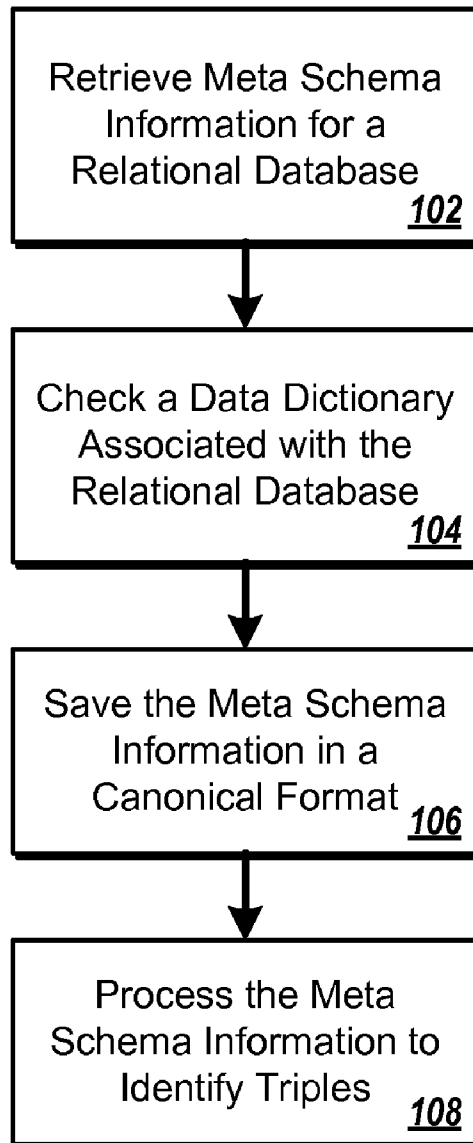 Retrieve Meta Schema
Information for a
Relational Database
102
Check a Data Dictionary
Associated with the
Relational Database
104
Save the Meta Schema
Information in a
Canonical Format
106
Process the Meta
Schema Information to
Identify Triples
108